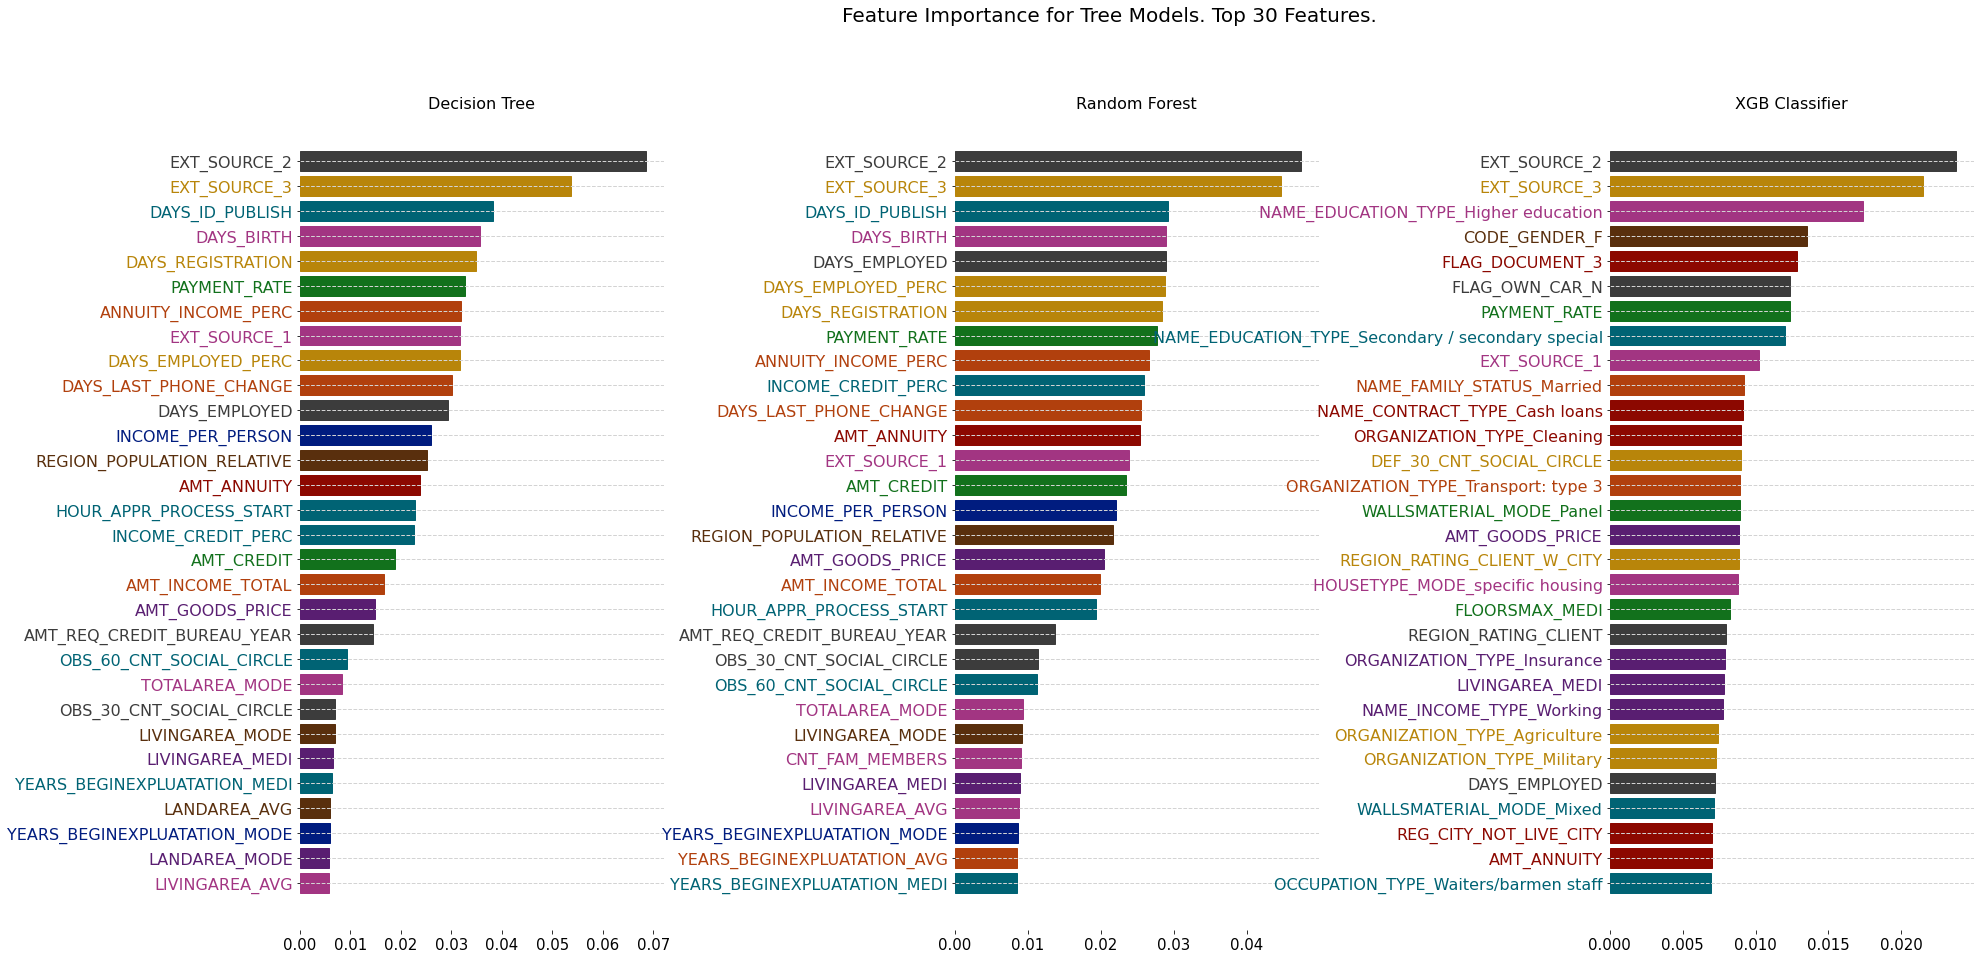 Feature Importance for Tree Models. Top 30 Features.
Decision Tree
EXT_SOURCE_2
EXT_SOURCE_3
DAYS_ID_PUBLISH
DAYS_BIRTH
DAYS_REGISTRATION
PAYMENT_RATE
ANNUITY_INCOME_PERC
EXT_SOURCE_1
DAYS_EMPLOYED_PERC
DAYS_LAST_PHONE_CHANGE
DAYS_EMPLOYED
INCOME_PER_PERSON
REGION_POPULATION_RELATIVE
AMT_ANNUITY
HOUR_APPR_PROCESS_START
INCOME_CREDIT_PERC
AMT_CREDIT
AMT_INCOME_TOTAL
AMT_GOODS_PRICE
AMT_REQ_CREDIT_BUREAU_YEAR
OBS_60_CNT_SOCIAL_CIRCLE
TOTALAREA_MODE
OBS_30_CNT_SOCIAL_CIRCLE
LIVINGAREA_MODE
LIVINGAREA_MEDI
YEARS_BEGINEXPLUATATION_MEDI
LANDAREA_AVG
YEARS_BEGINEXPLUATATION_MODE
LANDAREA_MODE
LIVINGAREA_AVG
0.00 0.01 0.02 0.03 0.04 0.05 0.06 0.07
Random Forest
EXT_SOURCE_2
EXT_SOURCE_3
DAYS_ID_PUBLISH
DAYS_BIRTH
DAYS_EMPLOYED
DAYS_EMPLOYED_PERC
DAYS_REGISTRATION
PAYMENT_RATE
ANNUITY_INCOME_PERC
INCOME_CREDIT_PERC
DAYS_LAST_PHONE_CHANGE
AMT_ANNUITY
EXT_SOURCE_1
AMT_CREDIT
INCOME_PER_PERSON
REGION_POPULATION_RELATIVE
AMT_GOODS_PRICE
AMT_INCOME_TOTAL
HOUR_APPR_PROCESS_START
AMT_REQ_CREDIT_BUREAU_YEAR
OBS_30_CNT_SOCIAL_CIRCLE
OBS_60_CNT_SOCIAL_CIRCLE
TOTALAREA_MODE
LIVINGAREA_MODE
CNT_FAM_MEMBERS
LIVINGAREA_MEDI
LIVINGAREA_AVG
YEARS_BEGINEXPLUATATION_MODE
YEARS_BEGINEXPLUATATION_AVG
YEARS_BEGINEXPLUATATION_MEDI
0.00 0.01 0.02 0.03 0.04
XGB Classifier
EXT_SOURCE_2
EXT_SOURCE_3
NAME_EDUCATION_TYPE_Higher education
CODE_GENDER_F
FLAG_DOCUMENT_3
FLAG_OWN_CAR_N
PAYMENT_RATE
NAME_EDUCATION_TYPE_Secondary / secondary special
EXT_SOURCE_1
NAME_FAMILY_STATUS_Married
NAME_CONTRACT_TYPE_Cash loans
ORGANIZATION_TYPE_Cleaning
DEF_30_CNT_SOCIAL_CIRCLE
ORGANIZATION_TYPE_Transport: type 3
WALLSMATERIAL_MODE_Panel
AMT_GOODS_PRICE
REGION_RATING_CLIENT_W_CITY
HOUSETYPE_MODE_specific housing
FLOORSMAX_MEDI
REGION_RATING_CLIENT
ORGANIZATION_TYPE_Insurance
LIVINGAREA_MEDI
NAME_INCOME_TYPE_Working
ORGANIZATION_TYPE_Agriculture
ORGANIZATION_TYPE_Military
DAYS_EMPLOYED
WALLSMATERIAL_MODE_Mixed
REG_CITY_NOT_LIVE_CITY
AMT_ANNUITY
OCCUPATION_TYPE_Waiters/barmen staff
0.000 0.005 0.010 0.015 0.020